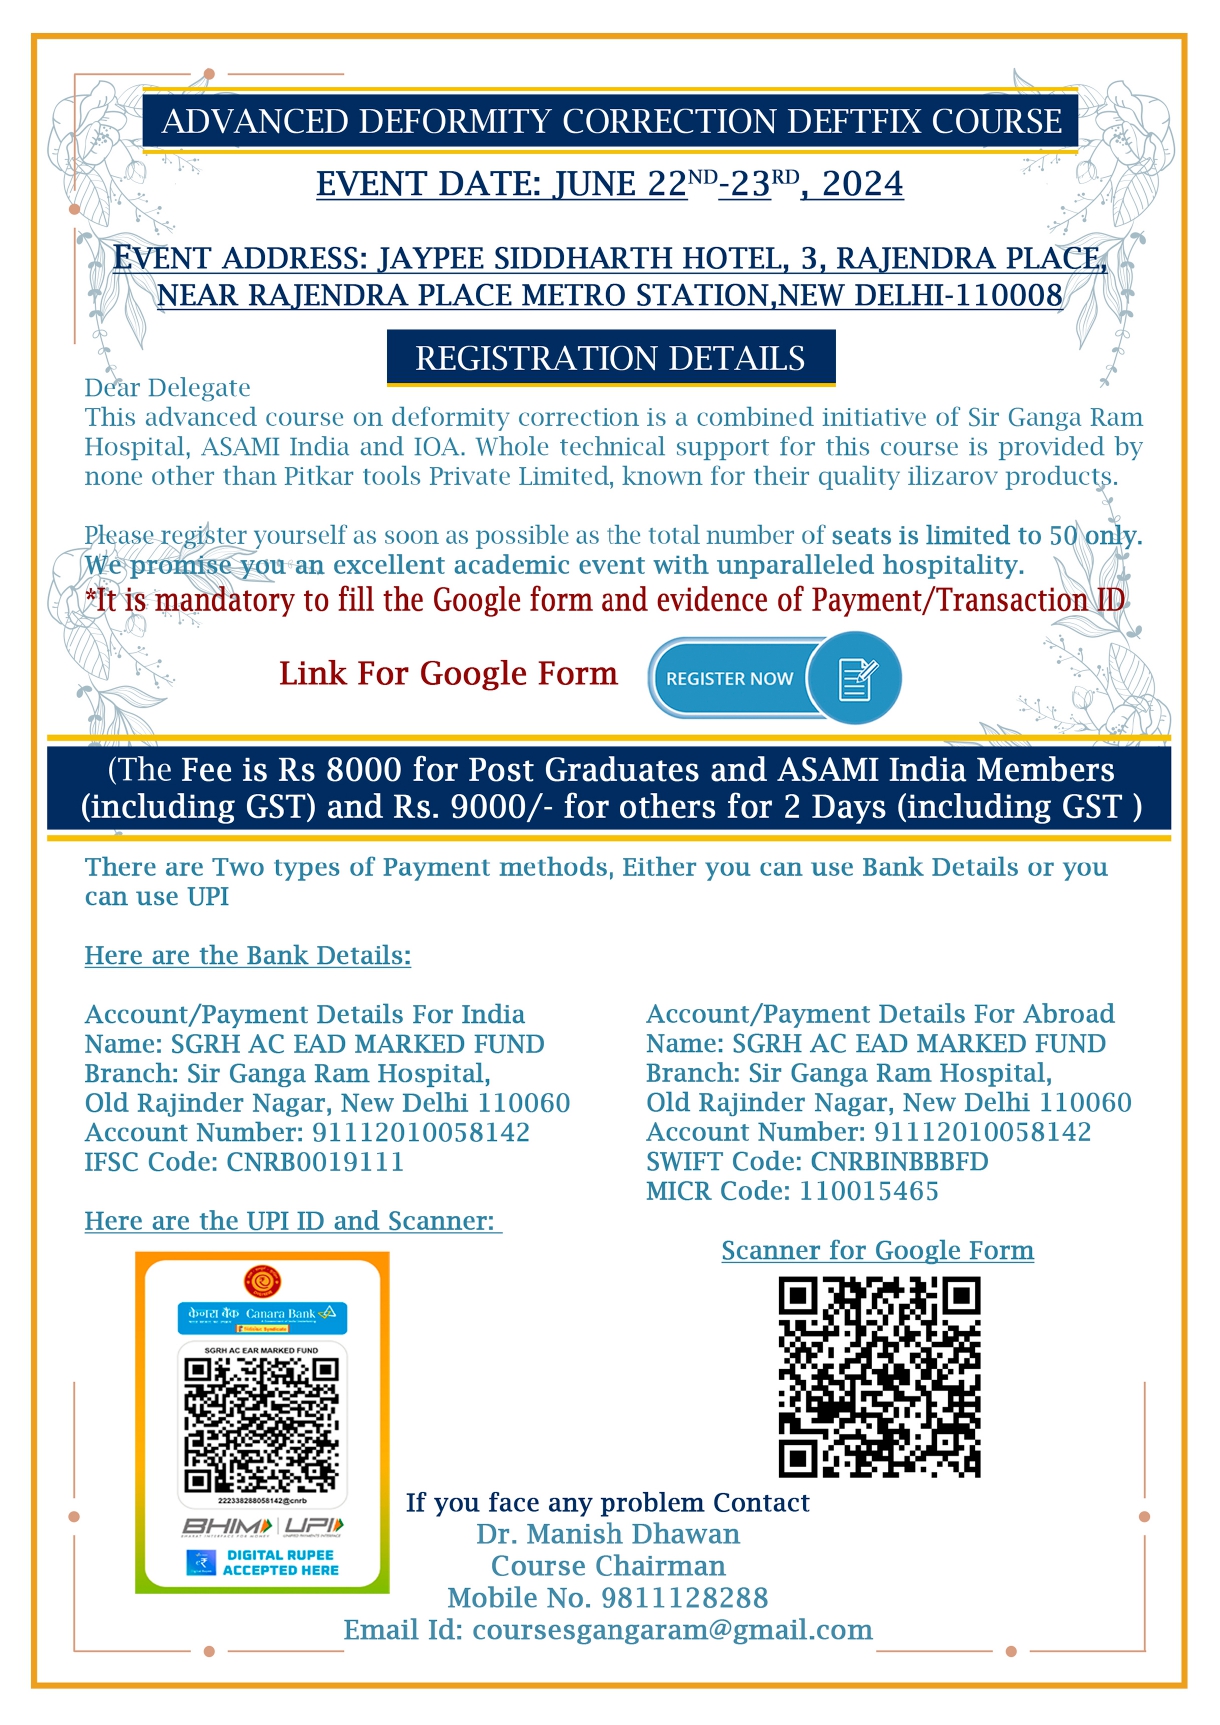 ADVANCED DEFORMITY CORRECTION DEFTFIX COURSE
EVENT DATE: JUNE 22ND-23RD, 2024
EVENT ADDRESS: JAYPEE SIDDHARTH HOTEL, 3, RAJENDRA PLACE,
NEAR RAJENDRA PLACE METRO STATION,NEW DELHI-110008
REGISTRATION DETAILS
Dear Delegate
This advanced course on deformity correction is a combined initiative of Sir Ganga Ram
Hospital, ASAMI India and IOA. Whole technical support for this course is provided by
none other than Pitkar tools Private Limited, known for their quality ilizarov products.
Please register yourself as soon as possible as the total number of seats is limited to 50 only.
We promise you an excellent academic event with unparalleled hospitality.
*It is mandatory to fill the Google form and evidence of Payment/Transaction ID
Link For Google Form
REGISTER NOW
(The Fee is Rs 8000 for Post Graduates and ASAMI India Members
(including GST) and Rs. 9000/- for others for 2 Days (including GST )
There are Two types of Payment methods, Either you can use Bank Details or you
can use UPI
Here are the Bank Details:
Account/Payment Details For India
Name: SGRH AC EAD MARKED FUND
Branch: Sir Ganga Ram Hospital,
Old Rajinder Nagar, New Delhi 110060
Account Number: 91112010058142
IFSC Code: CNRB0019111
Account/Payment Details For Abroad
Name: SGRH AC EAD MARKED FUND
Branch: Sir Ganga Ram Hospital,
Old Rajinder Nagar, New Delhi 110060
Account Number: 91112010058142
SWIFT Code: CNRBINBBBFD
MICR Code: 110015465
Here are the UPI ID and Scanner:
केनरा बैंक Canara Bank
SGRH AC EAR MARKED FUND
222338288058142@cnrb
BHIM UPI
DIGITAL RUPEE
ACCEPTED HERE
Scanner for Google Form
If you face any problem Contact
Dr. Manish Dhawan
Course Chairman
Mobile No. 9811128288
Email Id: coursesgangaram@gmail.com